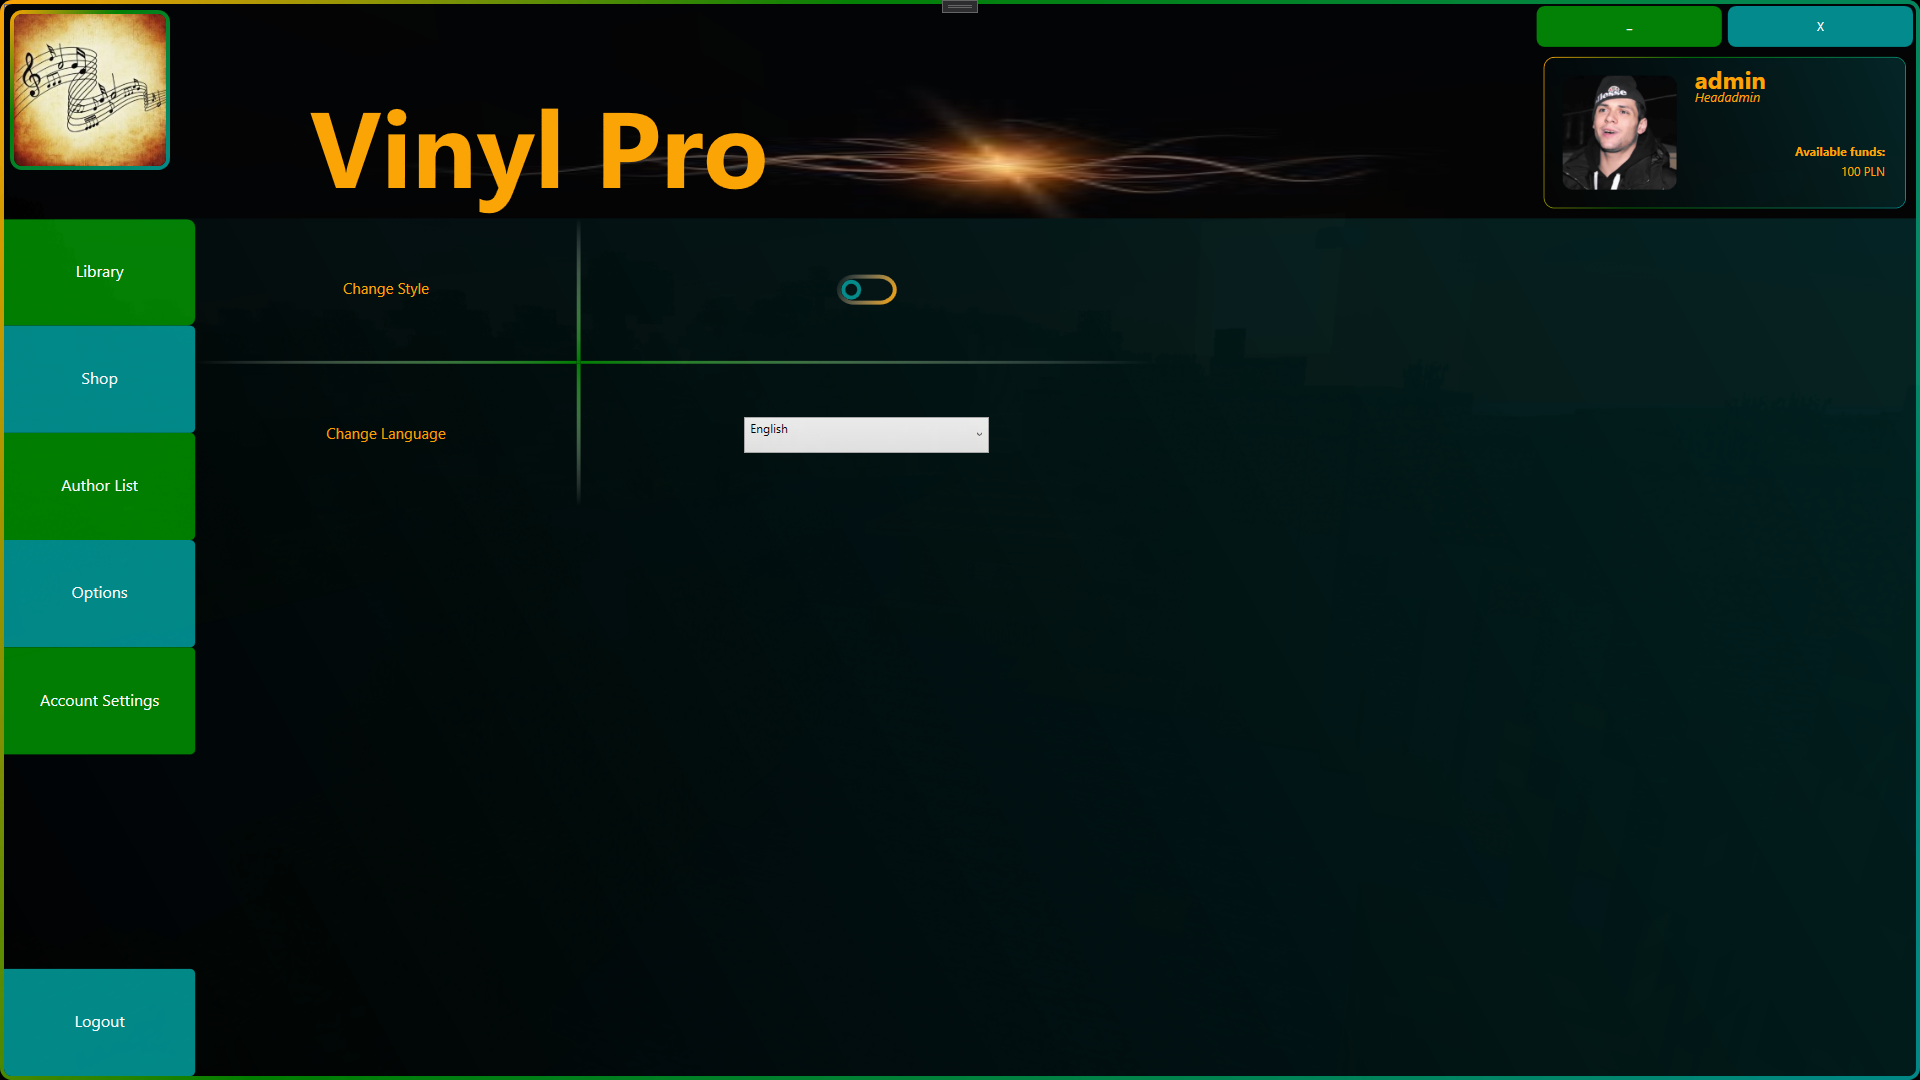 _
X
admin
Headadmin
Vinyl Pro
Available funds:
100 PLN
Library
Change Style
Shop
Change Language
English
Author List
Options
Account Settings
Logout